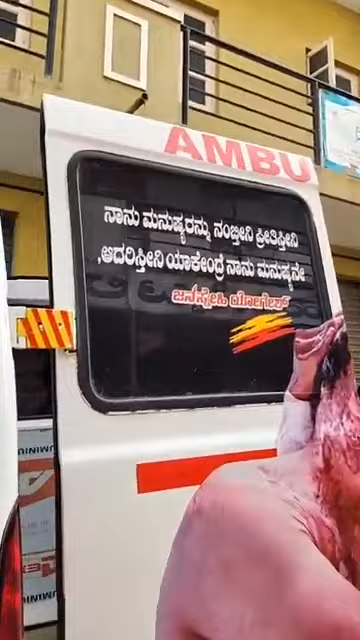 AMBU
ನಾನು ಮನುಷ್ಯರನ್ನು ನಂಬ್ತೀನಿ ಪ್ರೀತಿಸ್ತೀನಿ
,ಆದರಿಸ್ತೀನಿ ಯಾಕೇಂದ್ರೆ ನಾನು ಮನುಷ್ಯನೇ
ಜನಸ್ನೇಹಿ ಯೋಗೇಶ್